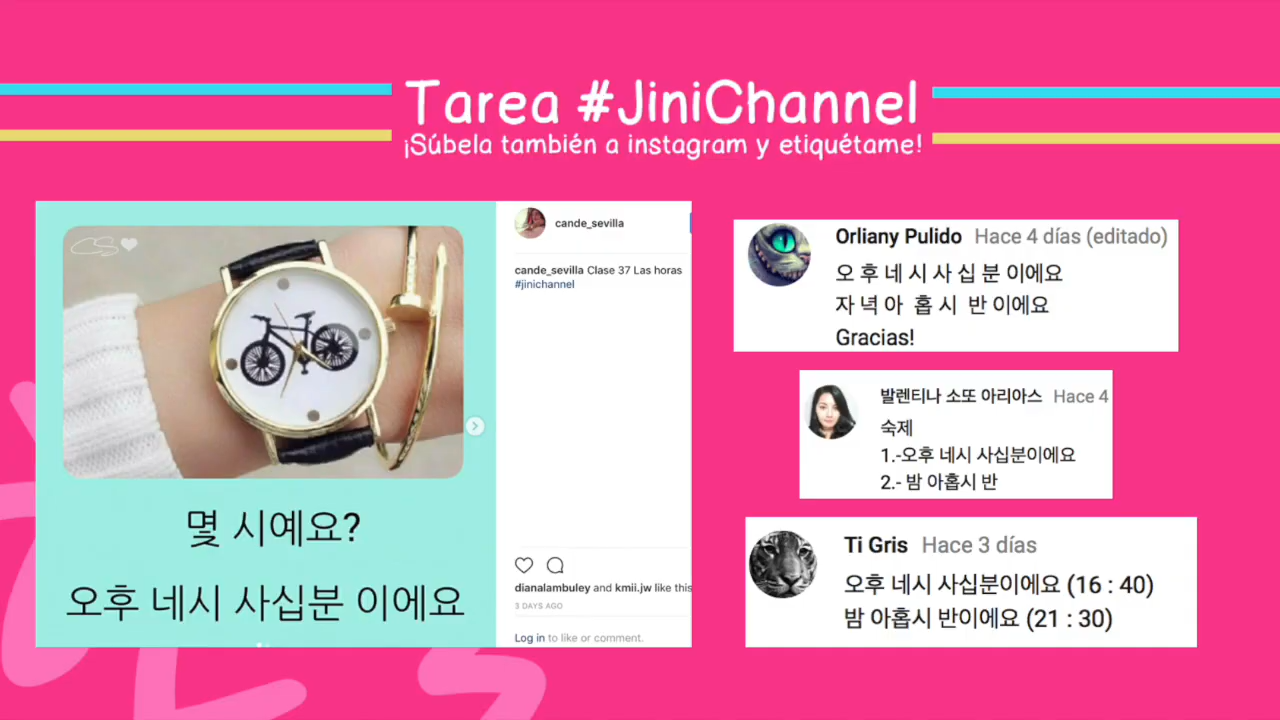 Tarea #JiniChannel
¡Súbela también a instagram y etiquétame!
CS
몇 시예요?
오후 네시 사십분 이에요
cande_sevilla
cande_sevilla Clase 37 Las horas
#jinichannel
dianalambuley and kmii.jw like this
3 DAYS AGO
Log in to like or comment.
Orliany Pulido Hace 4 días (editado)
오 후 네 시 사 십 분 이에요
자 녁 아 홉 시 반 이에요
Gracias!
발렌티나 소또 아리아스 Hace 4
숙제
1.-오후 네시 사십분이에요
2.- 밤 아홉시 반
Ti Gris Hace 3 días
오후 네시 사십분이에요 (16 : 40)
밤 아홉시 반이에요 (21 : 30)